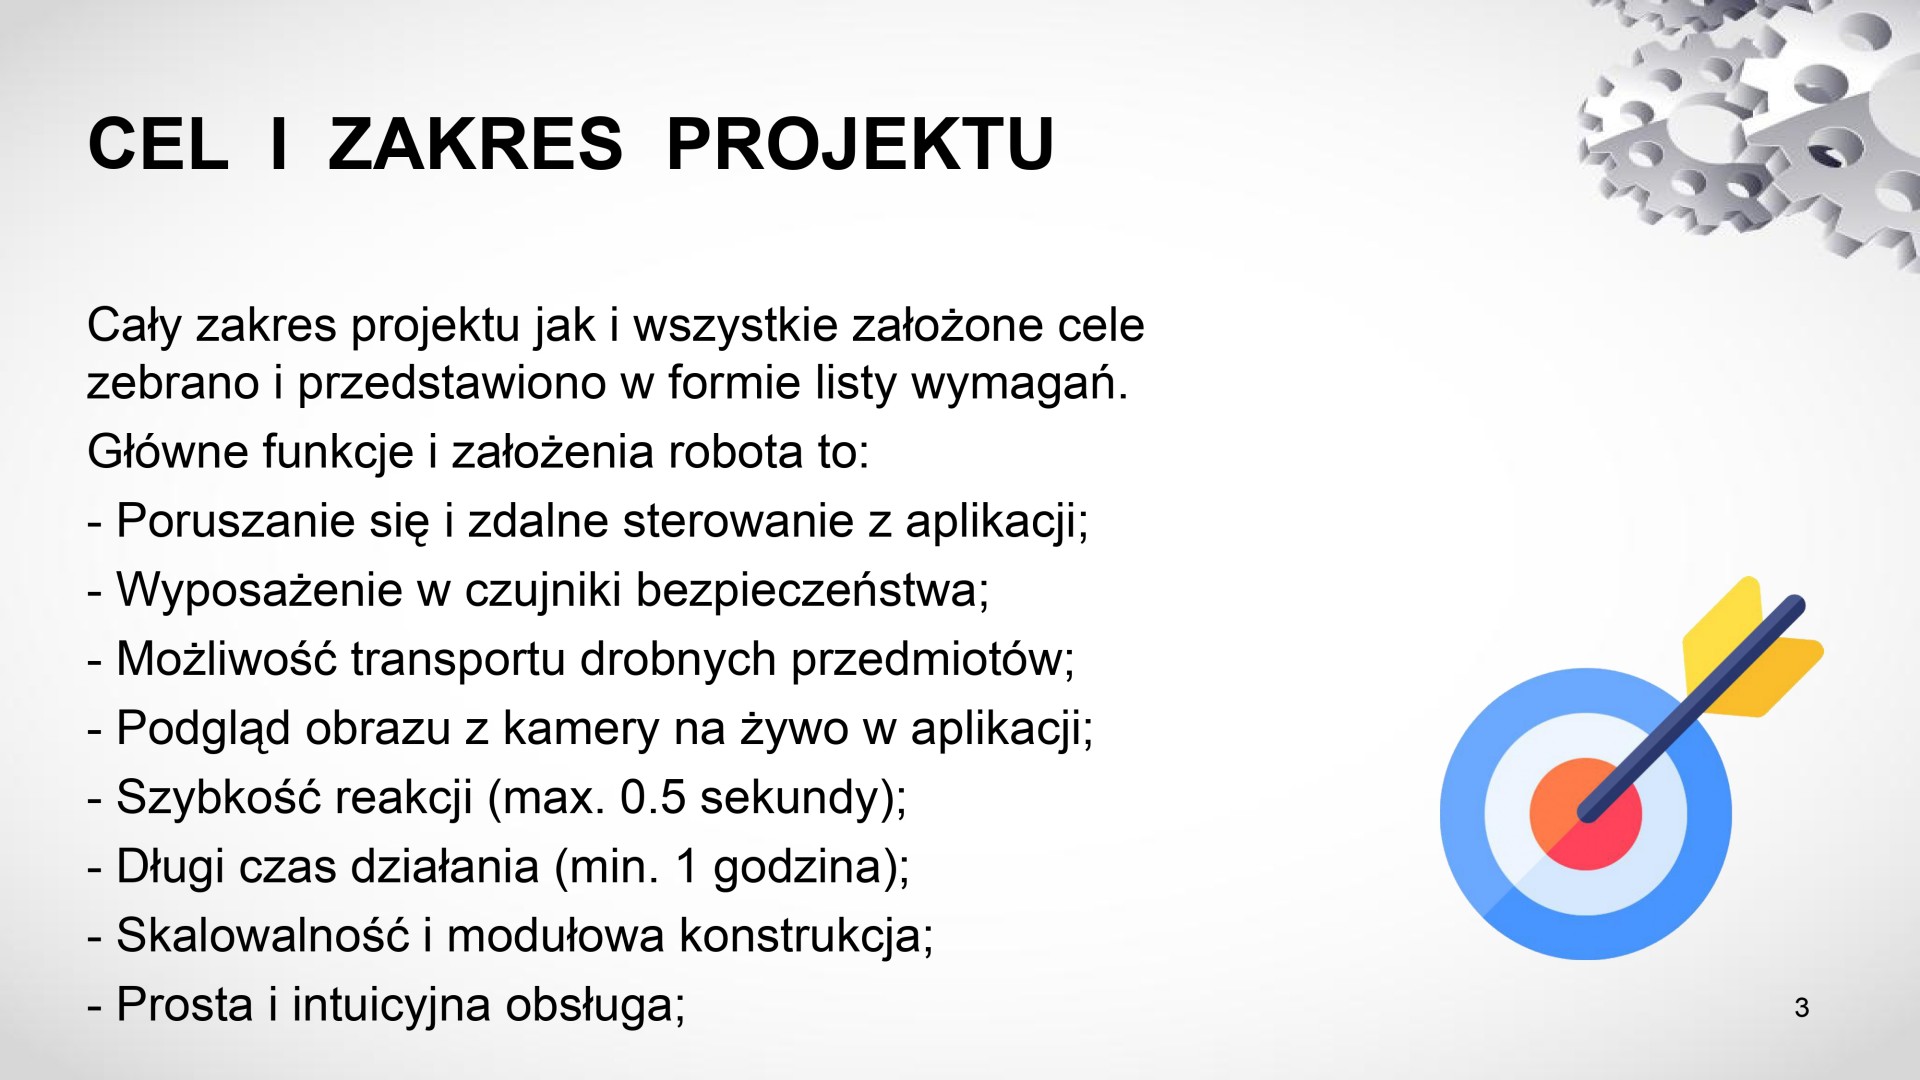 CEL I ZAKRES PROJEKTU
Cały zakres projektu jak i wszystkie założone cele
zebrano i przedstawiono w formie listy wymagań.
Główne funkcje i założenia robota to:
- Poruszanie się i zdalne sterowanie z aplikacji;
- Wyposażenie w czujniki bezpieczeństwa;
- Możliwość transportu drobnych przedmiotów;
- Podgląd obrazu z kamery na żywo w aplikacji;
- Szybkość reakcji (max. 0.5 sekundy);
- Długi czas działania (min. 1 godzina);
- Skalowalność i modułowa konstrukcja;
- Prosta i intuicyjna obsługa;
3